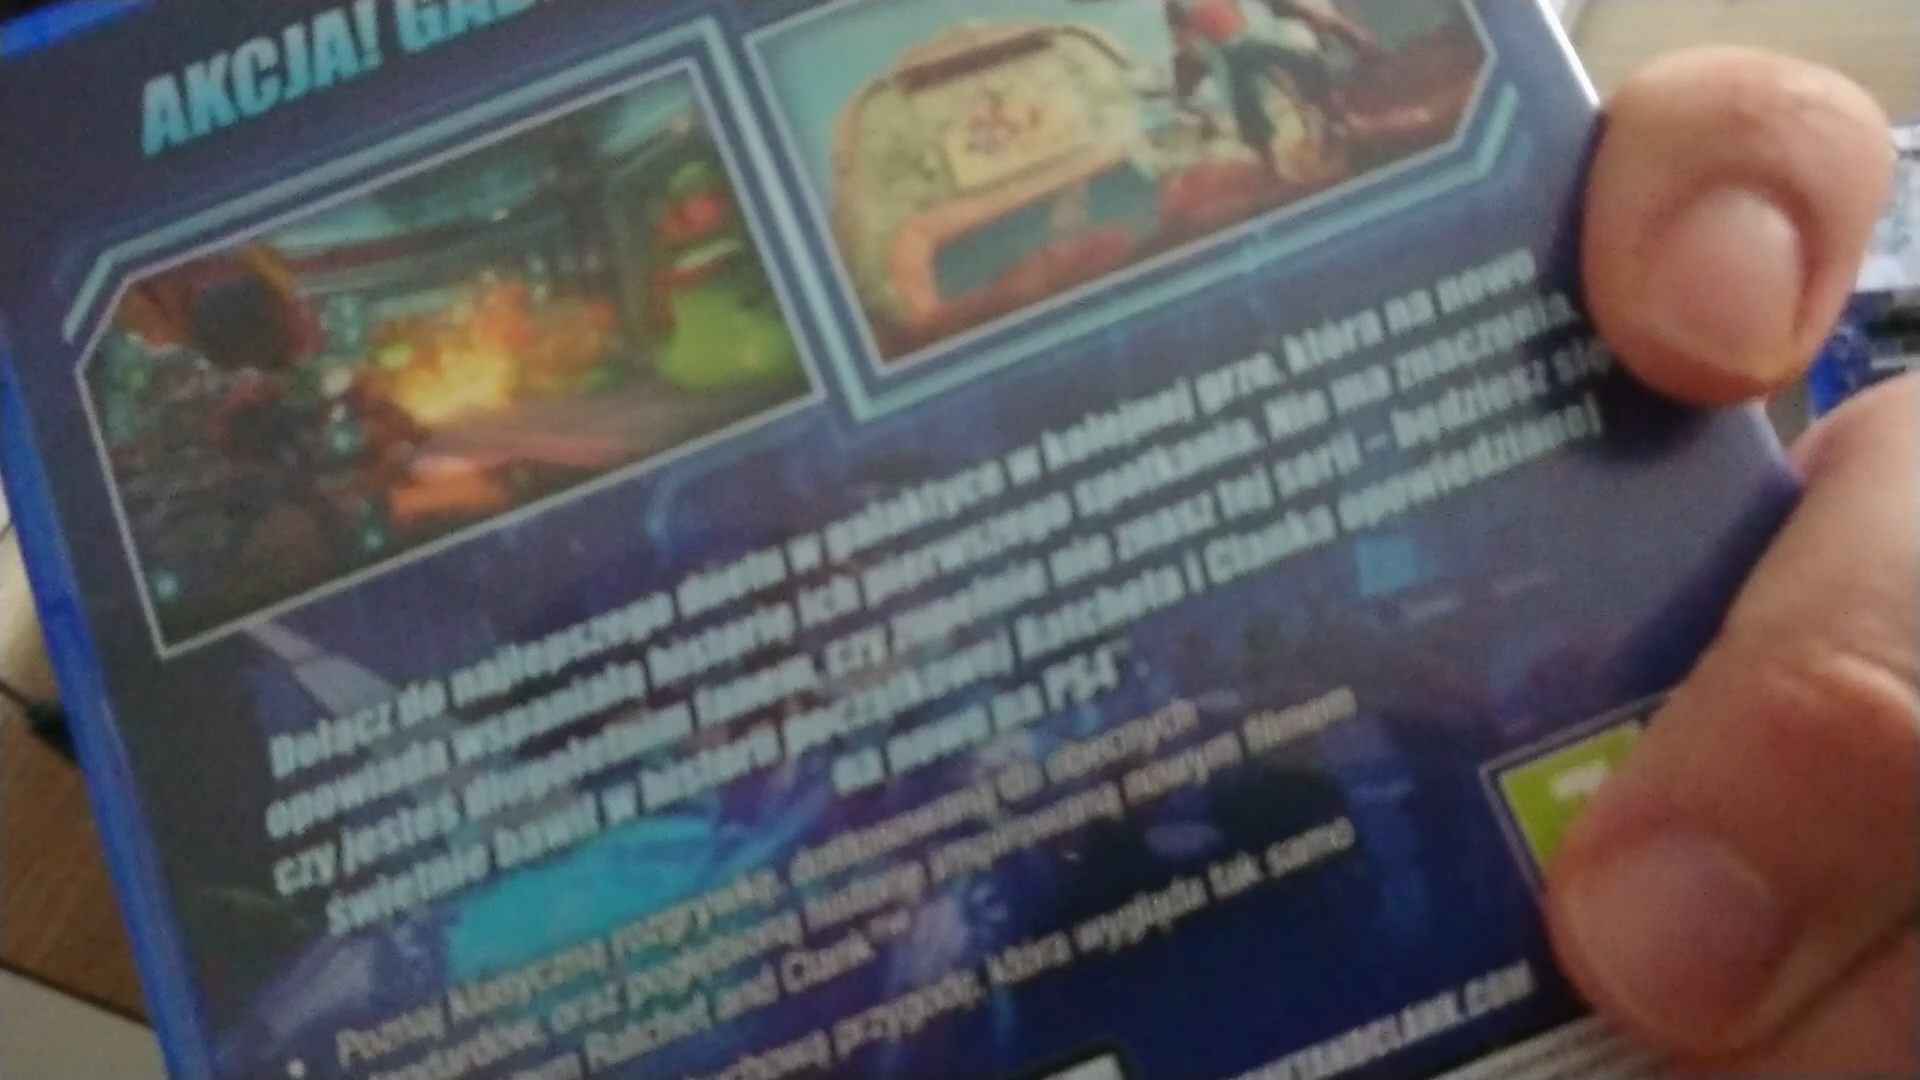 AKCJA!
Dołącz do najlepszego duetu w galaktyce w kolejnej grze, która na nowo
opowiada wspaniałą historię ich pierwszego spotkania. Nie ma znaczenia
czy jesteś długoletnim fanem, czy zupełnie nie znasz tej serii – będziesz się
świetnie bawił w historii początkowej Ratcheta i Clanka opowiedzianej
na nowo na PS4™.
• Poznaj klasyczną rozgrywkę, dostosowaną do obecnych
standardów, oraz pogłębioną historię inspirowaną nowym filmem
Ratchet and Clank™
przygodę, która wygląda tak samo
7